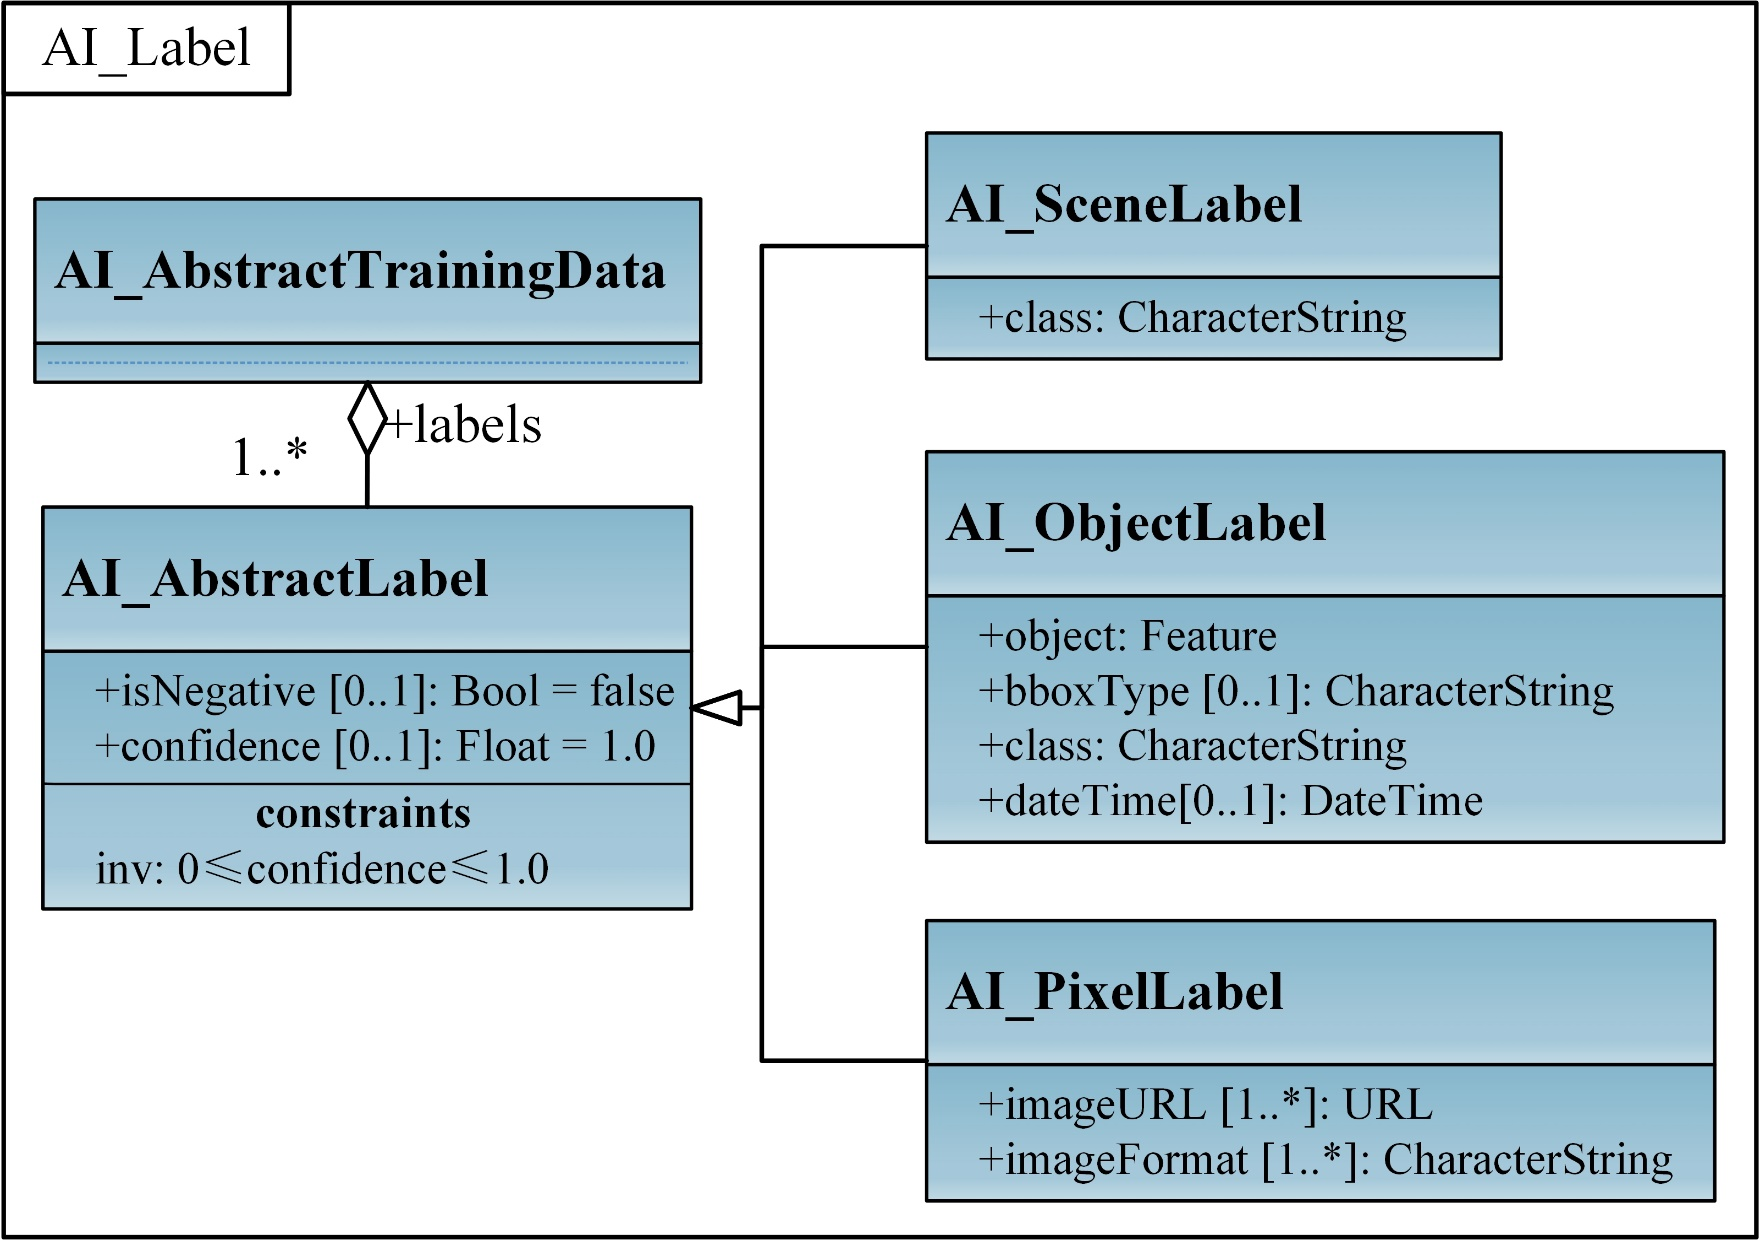 AI_Label
AI_AbstractTrainingData
+labels
1..*
AI_AbstractLabel
+isNegative [0..1]: Bool = false
+confidence [0..1]: Float = 1.0
constraints
inv: 0≤confidence≤1.0
AI_SceneLabel
+class: CharacterString
AI_ObjectLabel
+object: Feature
+bboxType [0..1]: CharacterString
+class: CharacterString
+dateTime[0..1]: DateTime
AI_PixelLabel
+imageURL [1..*]: URL
+imageFormat [1..*]: CharacterString